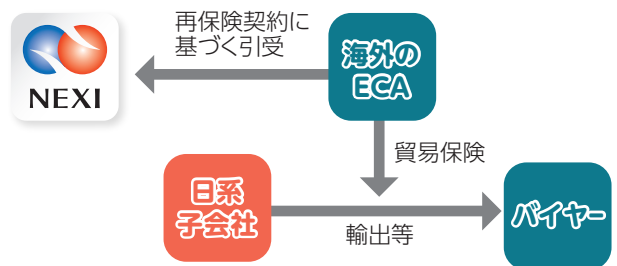 再保険契約に
基づく引受
海外の
ECA
NEXI
貿易保険
日系
子会社
輸出等
バイヤー